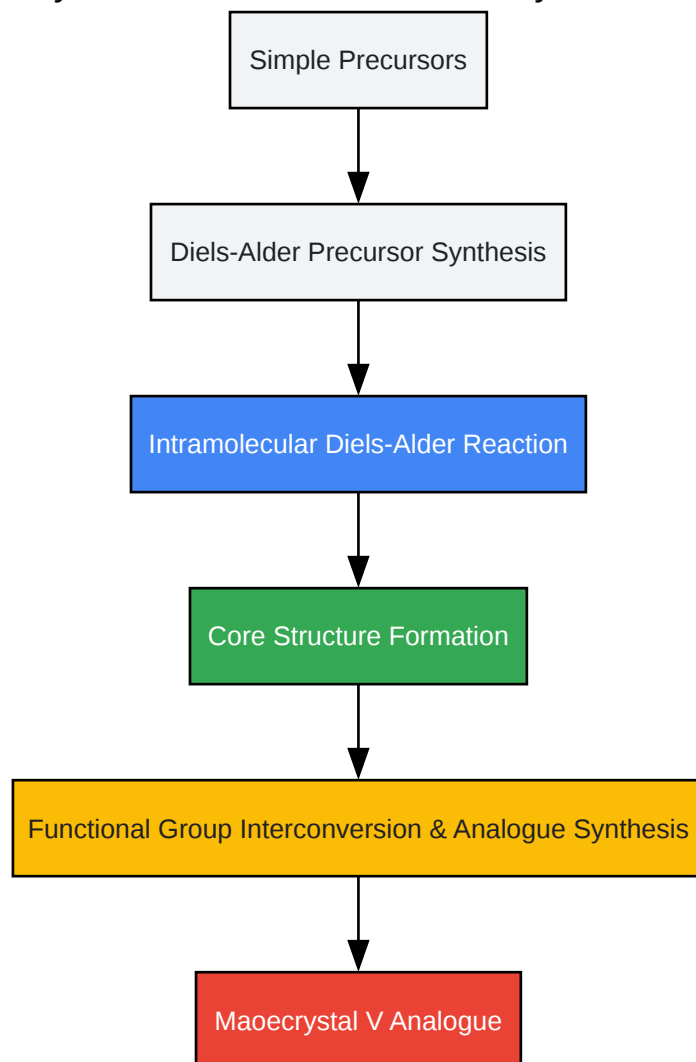 Simple Precursors
Diels-Alder Precursor Synthesis
Intramolecular Diels-Alder Reaction
Core Structure Formation
Functional Group Interconversion & Analogue Synthesis
Maoecrystal V Analogue